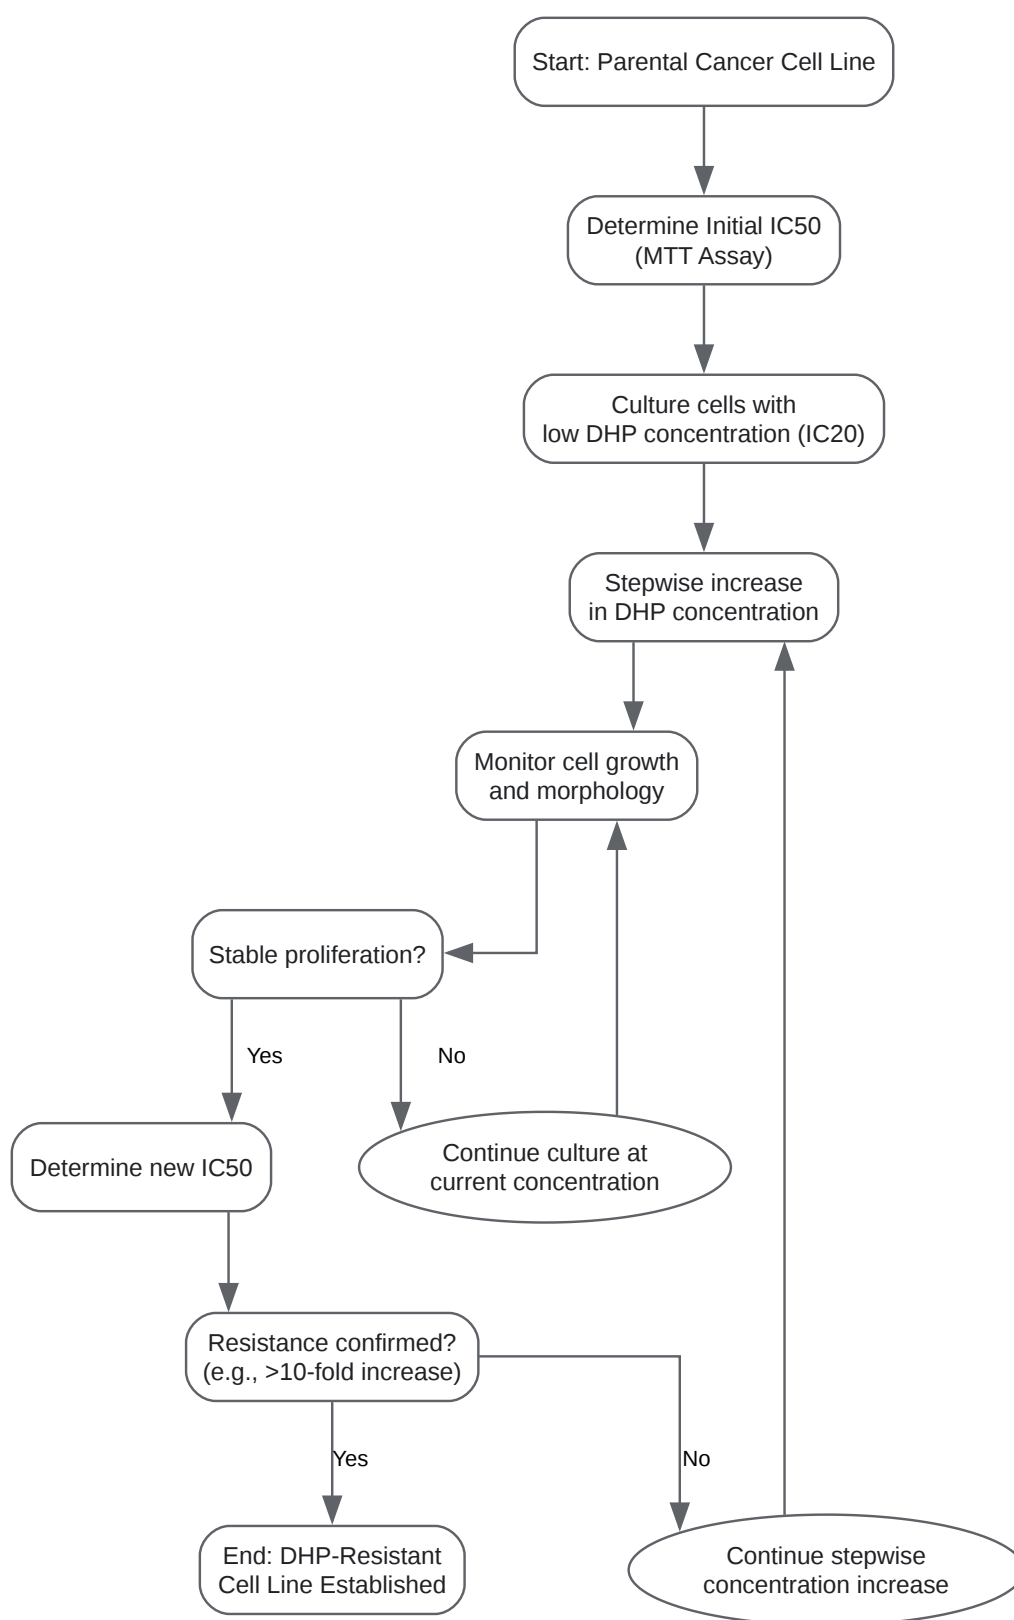 Start: Parental Cancer Cell Line
Determine Initial IC50
(MTT Assay)
Culture cells with
low DHP concentration (IC20)
Stepwise increase
in DHP concentration
Monitor cell growth
and morphology
Stable proliferation?
Yes
No
Determine new IC50
Continue culture at
current concentration
Resistance confirmed?
(e.g., >10-fold increase)
Yes
No
End: DHP-Resistant
Cell Line Established
Continue stepwise
concentration increase